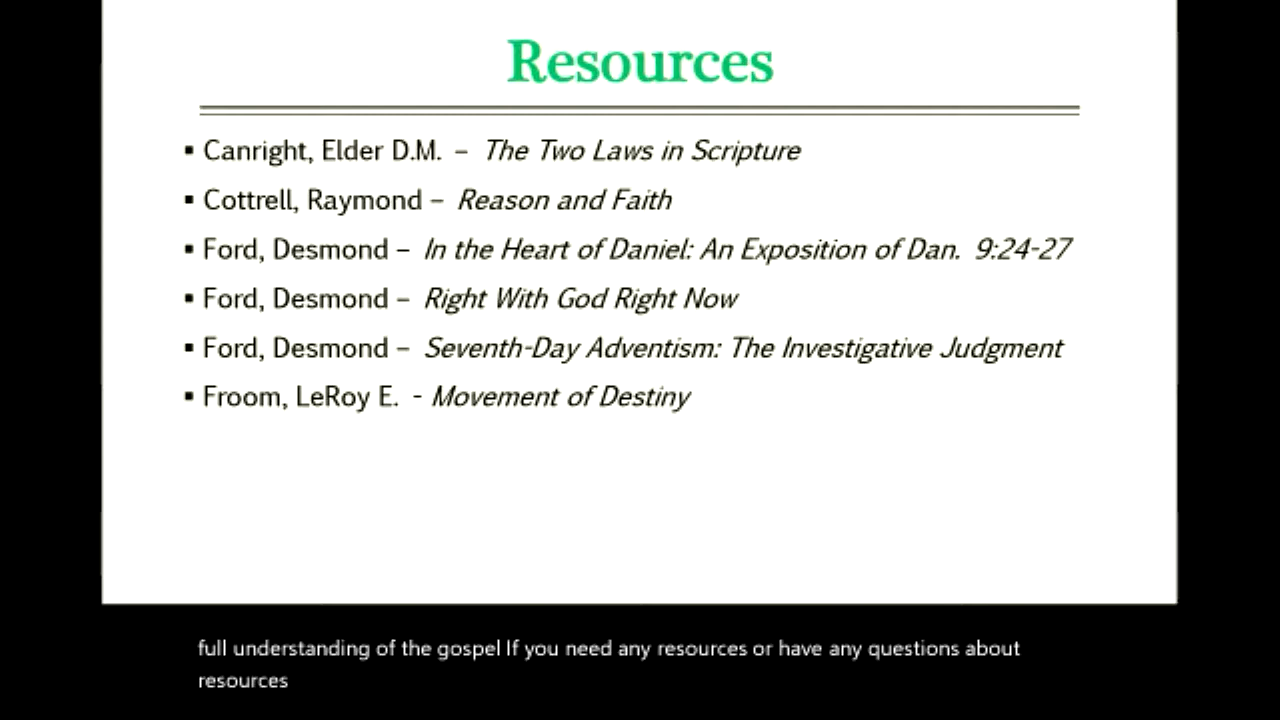 Resources
▪ Canright, Elder D.M. – The Two Laws in Scripture
▪ Cottrell, Raymond – Reason and Faith
▪ Ford, Desmond – In the Heart of Daniel: An Exposition of Dan. 9:24-27
▪ Ford, Desmond – Right With God Right Now
▪ Ford, Desmond – Seventh-Day Adventism: The Investigative Judgment
▪ Froom, LeRoy E. - Movement of Destiny
full understanding of the gospel If you need any resources or have any questions about
resources